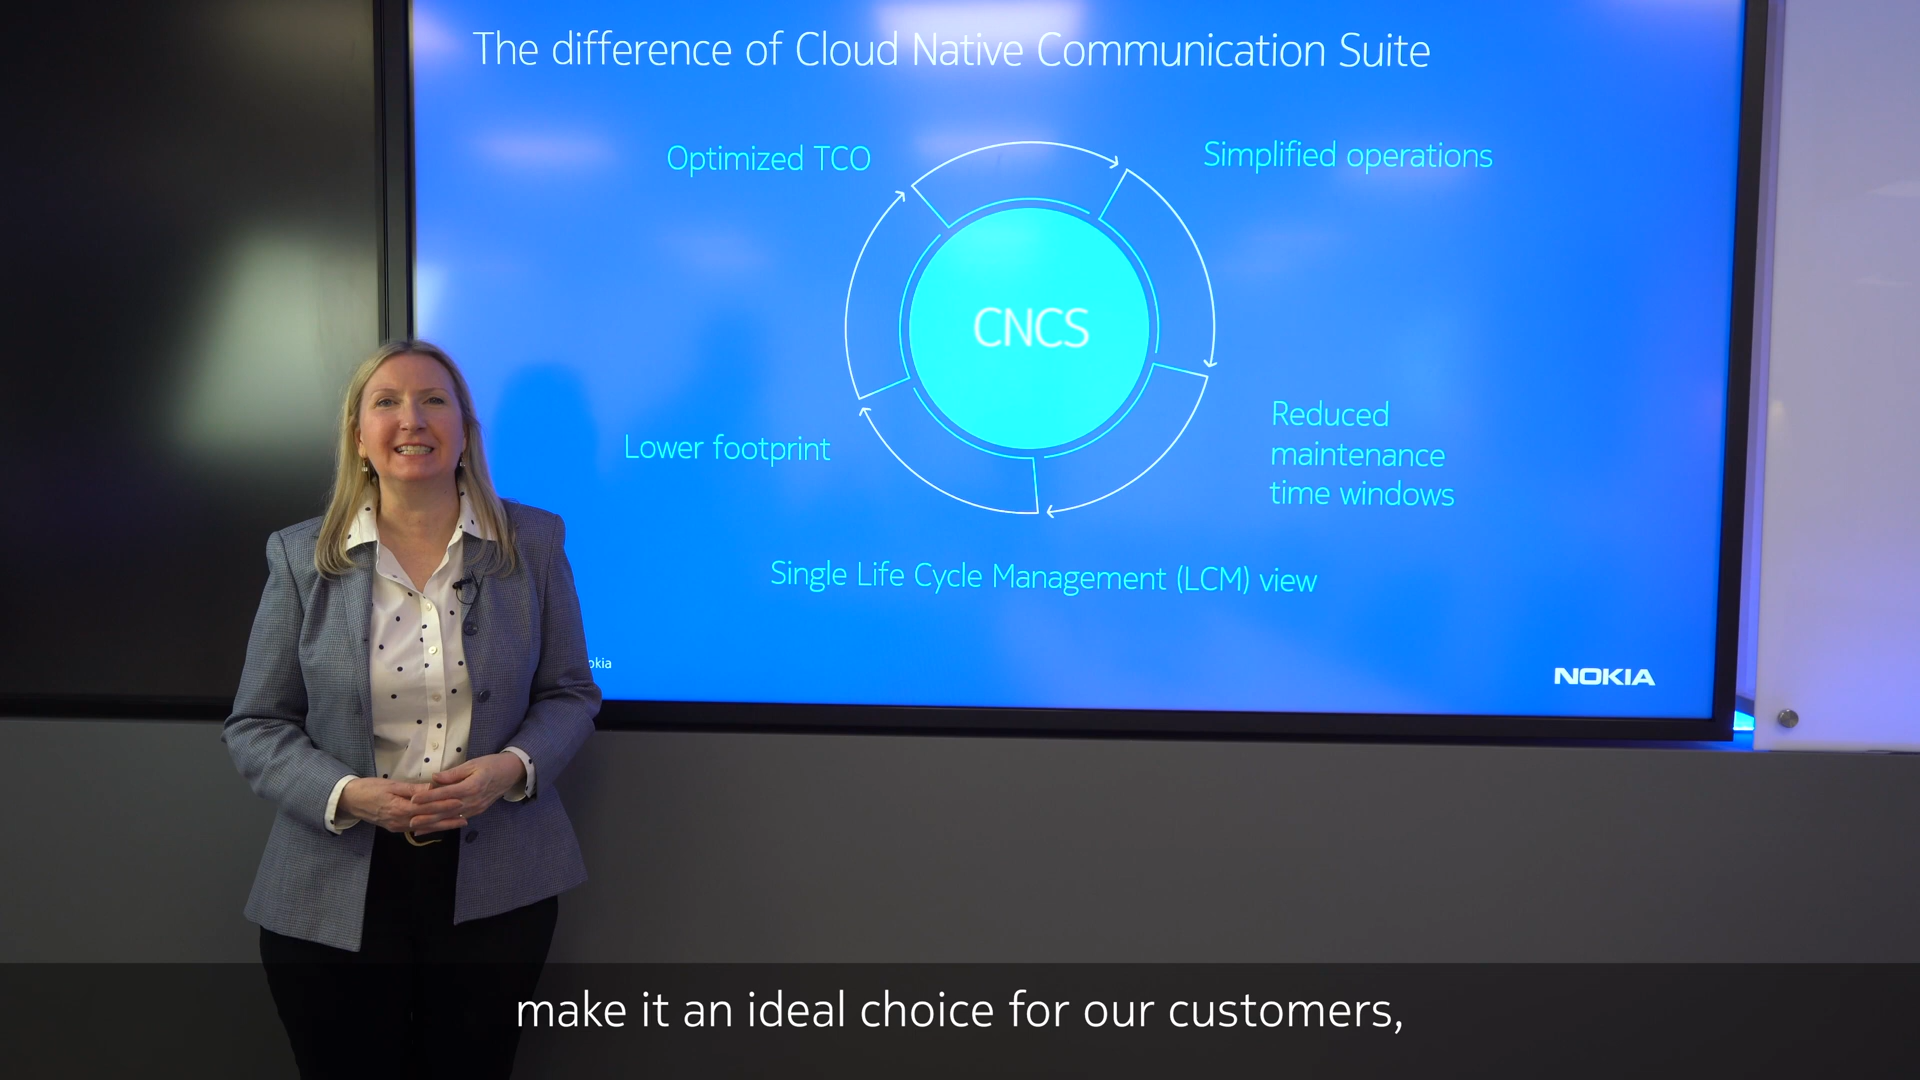 The difference of Cloud Native Communication Suite
Optimized TCO
Simplified operations
CNCS
Lower footprint
Reduced
maintenance
time windows
Single Life Cycle Management (LCM) view
okia
NOKIA
make it an ideal choice for our customers,